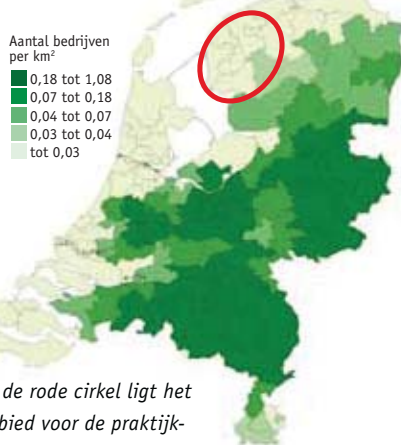 Aantal bedrijven
per km²
0,18 tot 1,08
0,07 tot 0,18
0,04 tot 0,07
0,03 tot 0,04
tot 0,03
de rode cirkel ligt het
bied voor de praktijk-